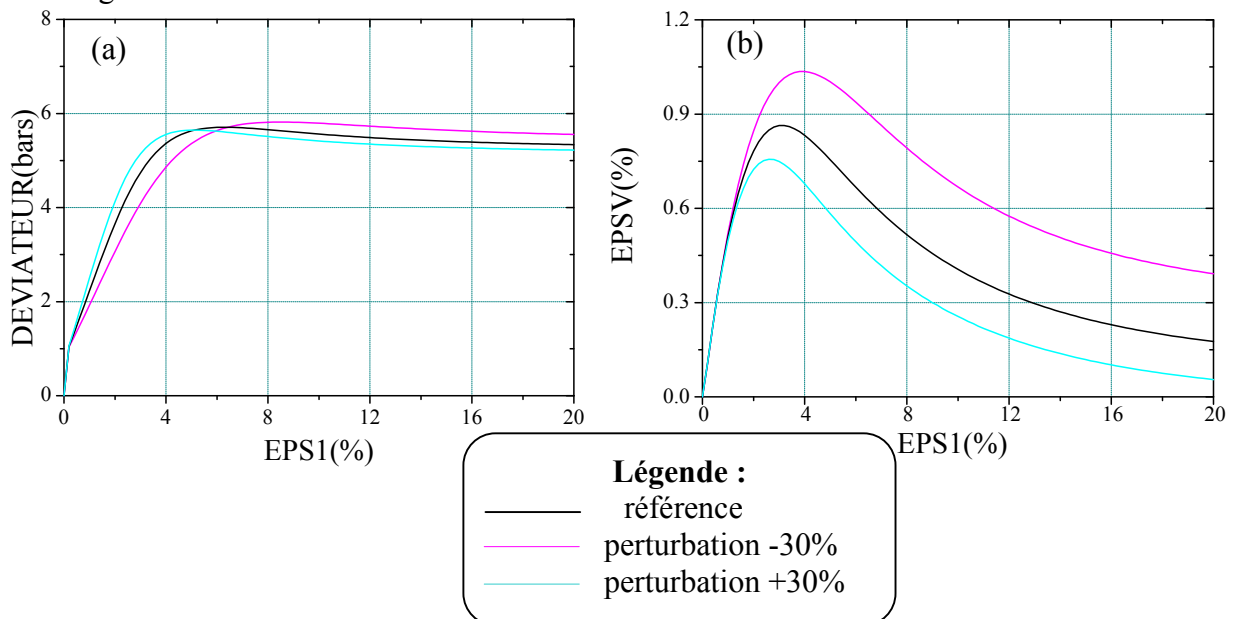 (a)
DEVIATEUR(bars)
8
6
4
2
0
0 4 8 12 16 20
EPS1(%)
(b)
EPSV(%)
1.2
0.9
0.6
0.3
0.0
0 4 8 12 16 20
EPS1(%)
Légende :
référence
perturbation -30%
perturbation +30%